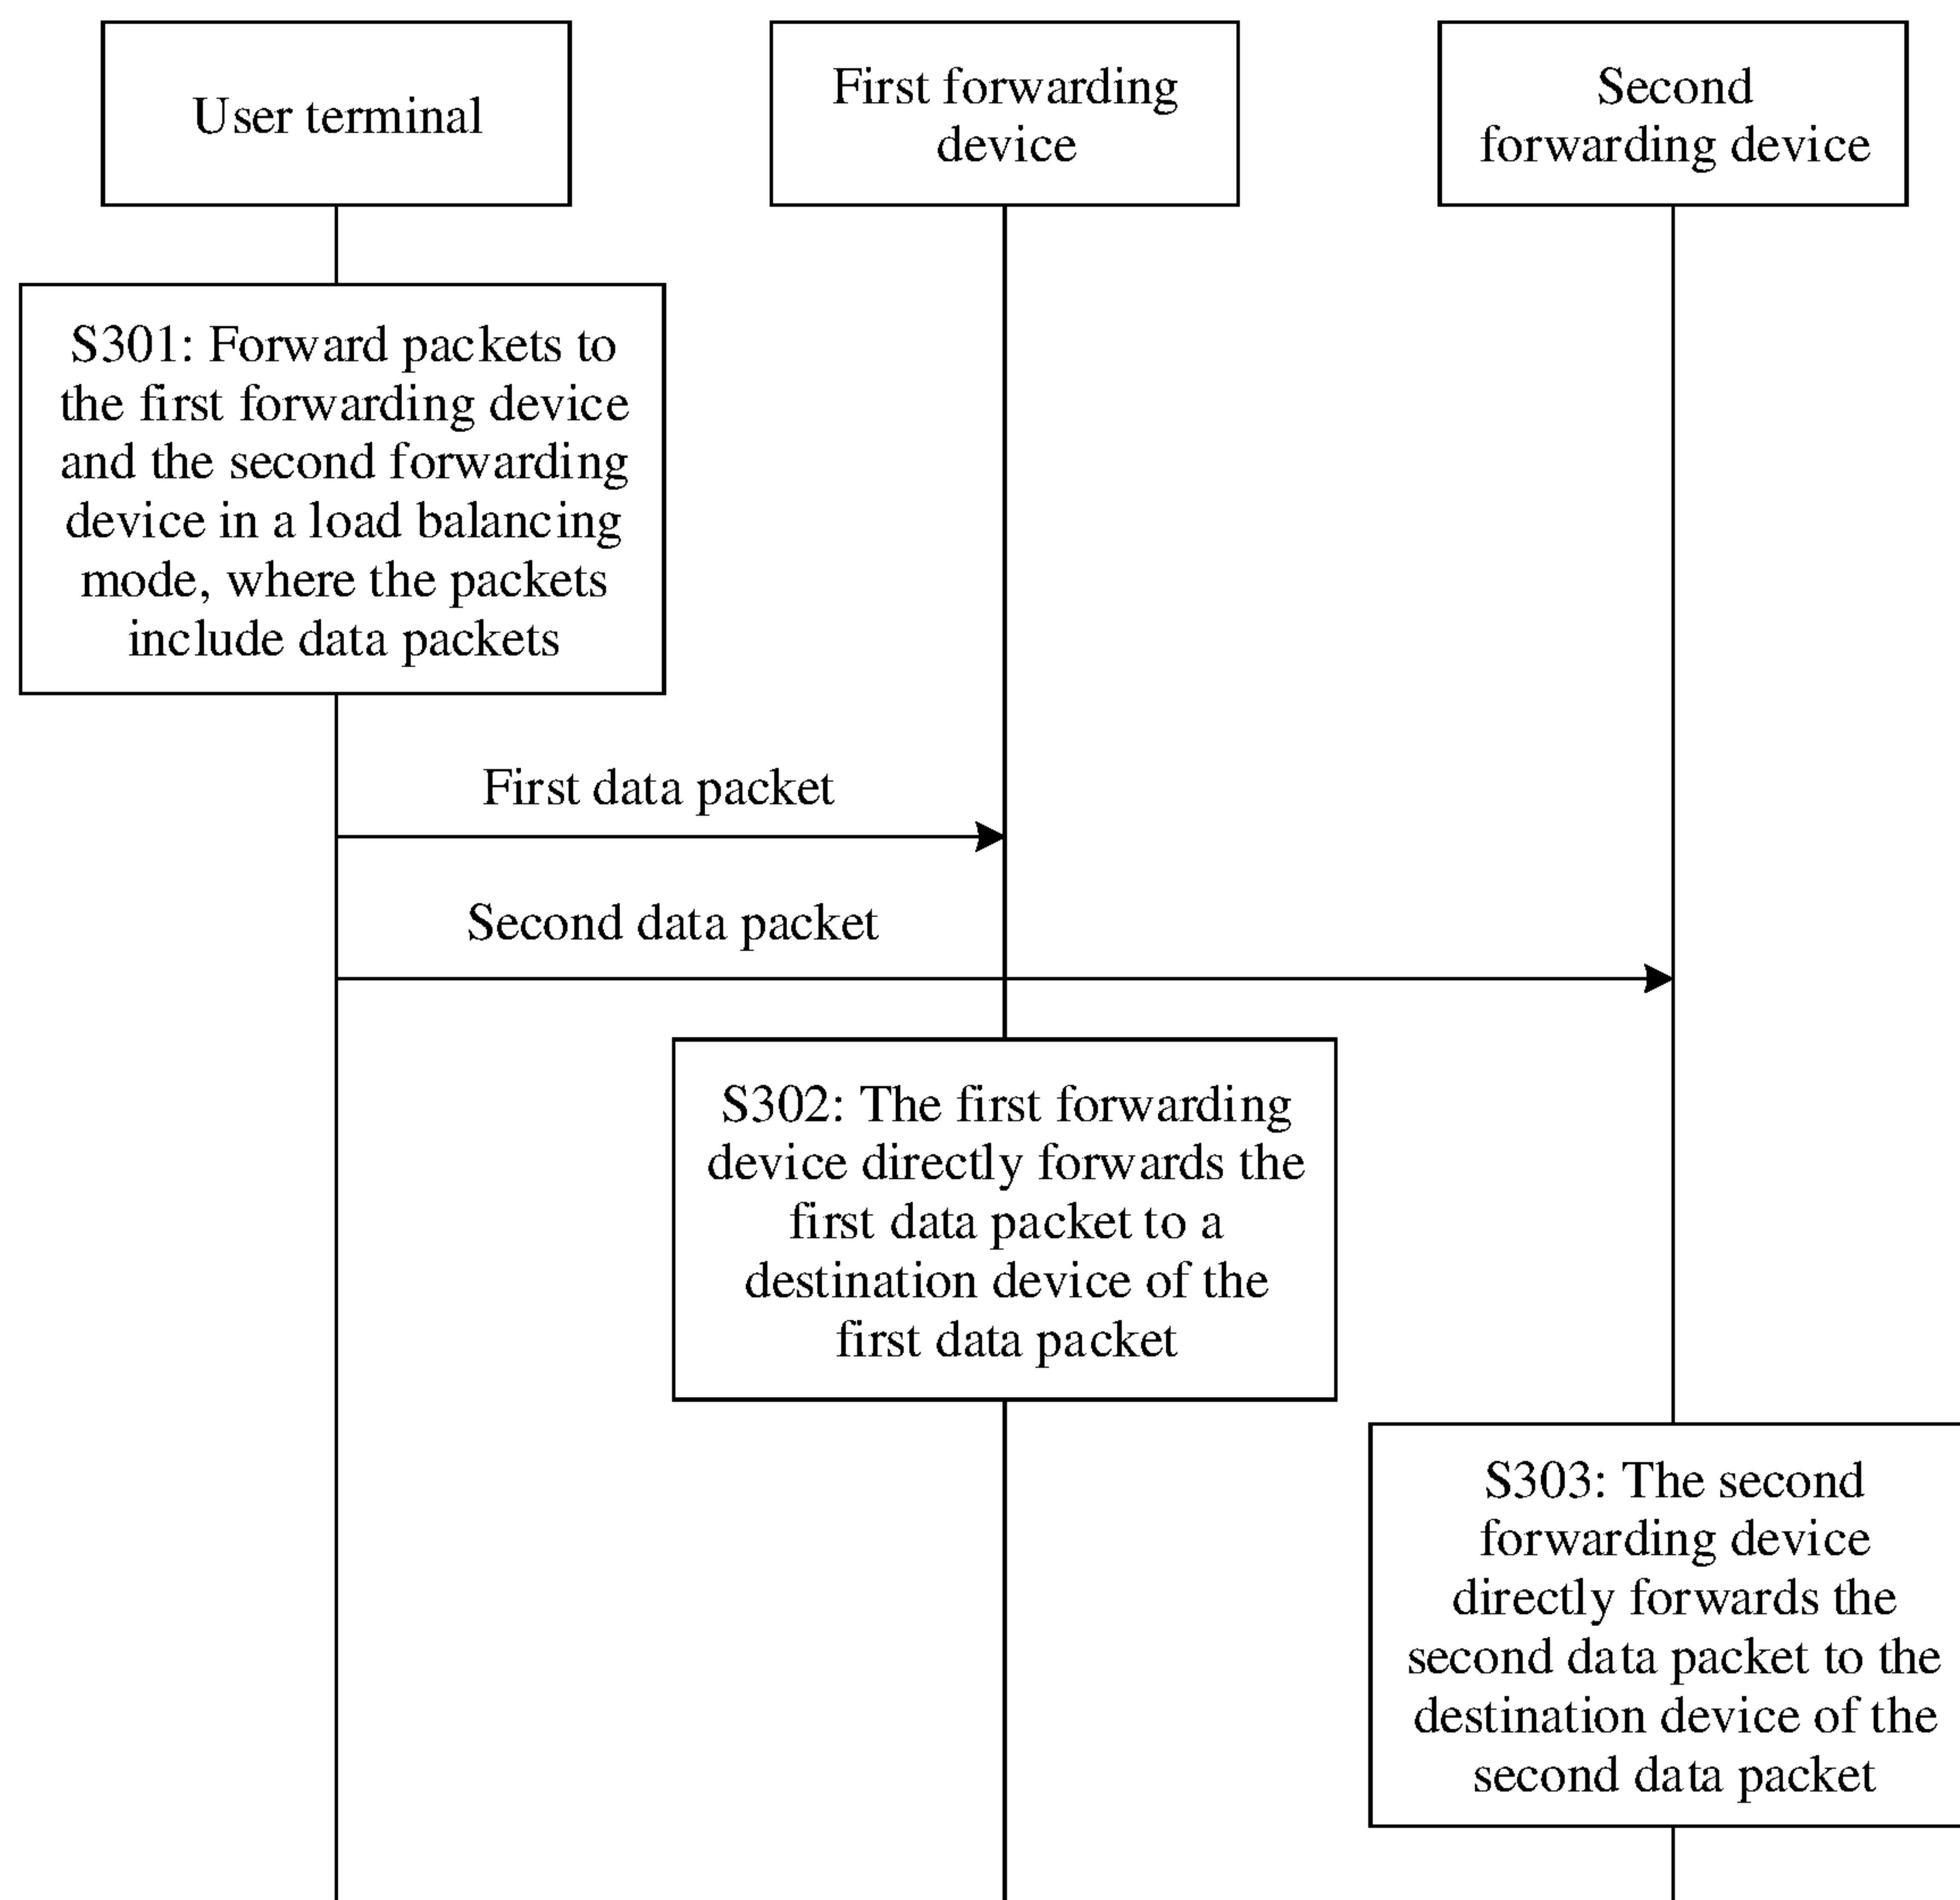 User terminal
First forwarding
device
Second
forwarding device
S301: Forward packets to
the first forwarding device
and the second forwarding
device in a load balancing
mode, where the packets
include data packets
First data packet
Second data packet
S302: The first forwarding
device directly forwards the
first data packet to a
destination device of the
first data packet
S303: The second
forwarding device
directly forwards the
second data packet to the
destination device of the
second data packet